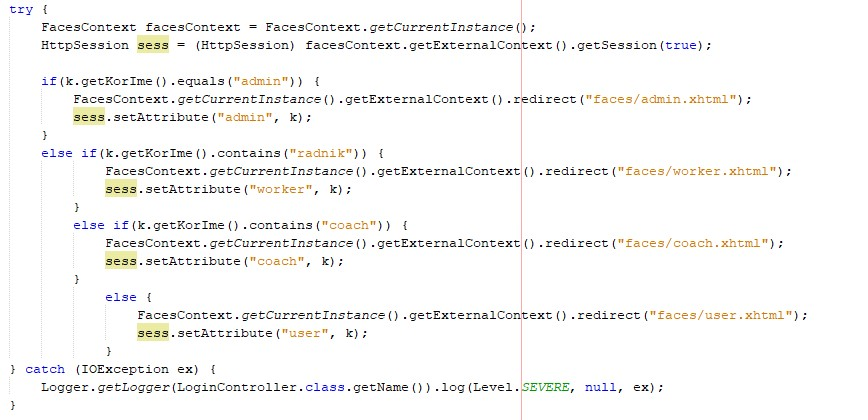 try {
FacesContext facesContext = FacesContext.getCurrentInstance();
HttpSession sess = (HttpSession) facesContext.getExternalContext().getSession(true);
if(k.getKorIme().equals("admin")) {
FacesContext.getCurrentInstance().getExternalContext().redirect("faces/admin.xhtml");
sess.setAttribute("admin", k);
}
else if(k.getKorIme().contains("radnik")) {
FacesContext.getCurrentInstance().getExternalContext().redirect("faces/worker.xhtml");
sess.setAttribute("worker", k);
}
else if(k.getKorIme().contains("coach")) {
FacesContext.getCurrentInstance().getExternalContext().redirect("faces/coach.xhtml");
sess.setAttribute("coach", k);
}
else {
FacesContext.getCurrentInstance().getExternalContext().redirect("faces/user.xhtml");
sess.setAttribute("user", k);
}
} catch (IOException ex) {
Logger.getLogger(LoginController.class.getName()).log(Level.SEVERE, null, ex);
}